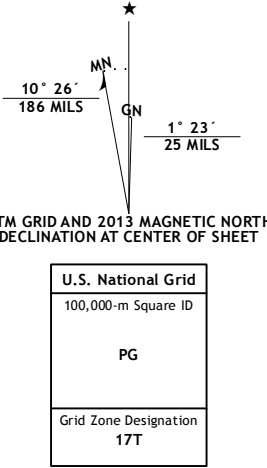 ★
MN
GN
10° 26´
186 MILS
1° 23´
25 MILS
TM GRID AND 2013 MAGNETIC NORTH
DECLINATION AT CENTER OF SHEET
U.S. National Grid
100,000-m Square ID
PG
Grid Zone Designation
17T